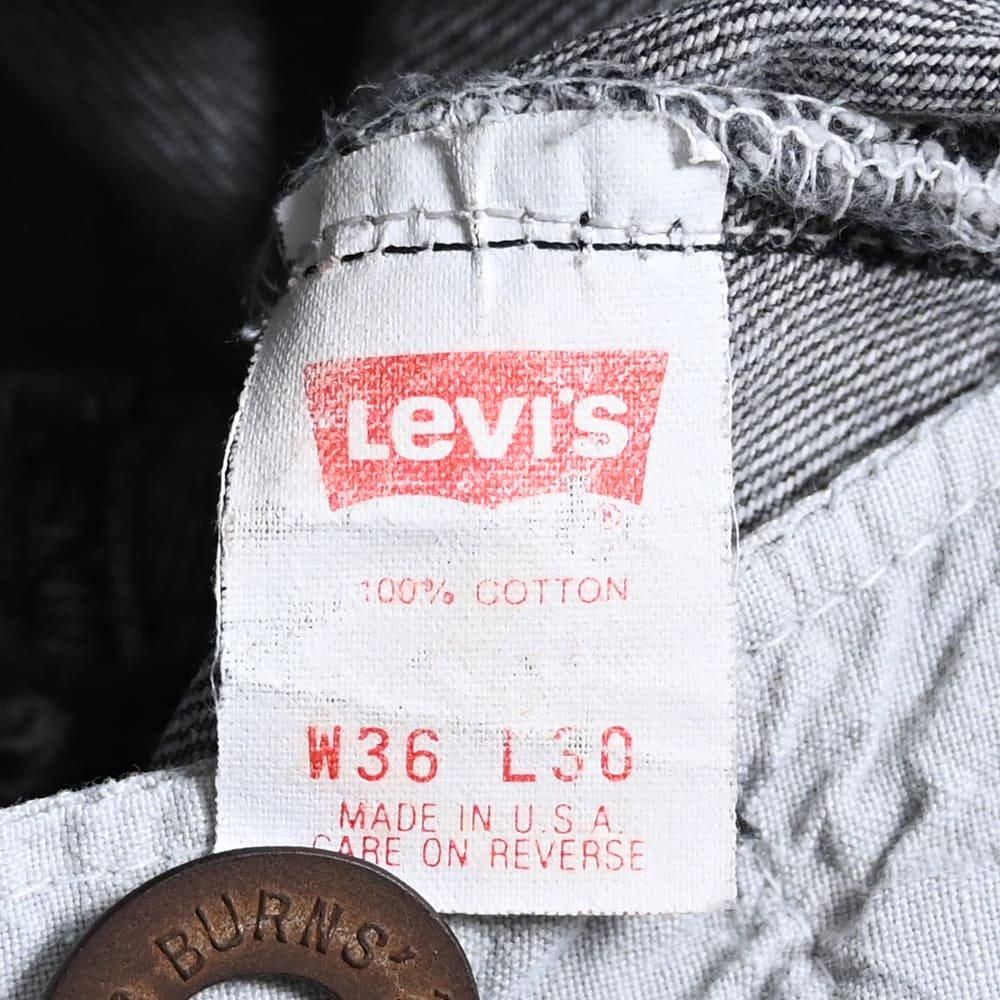 Levi's
®
100% COTTON
W36 L30
MADE IN U.S.A.
CARE ON REVERSE
BURNS'